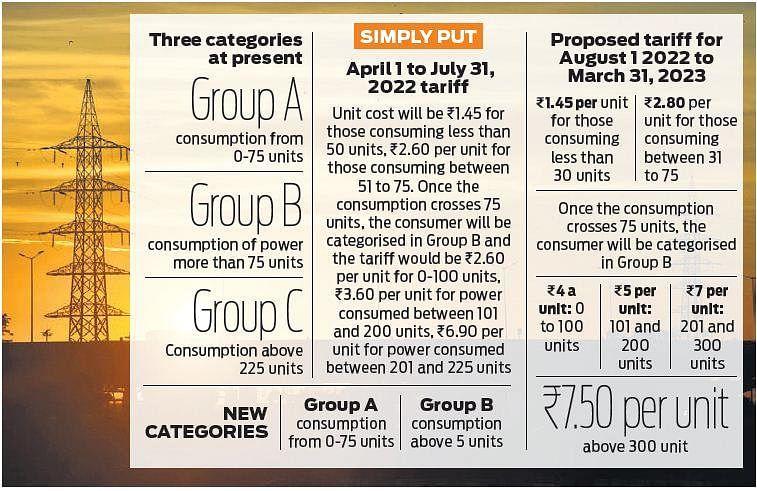 Three categories
at present
Group A
consumption from
0-75 units
Group B
consumption of power
more than 75 units
Group C
Consumption above
225 units
SIMPLY PUT
April 1 to July 31,
2022 tariff
Unit cost will be ₹1.45 for
those consuming less than
50 units, ₹2.60 per unit for
those consuming between
51 to 75. Once the
consumption crosses 75
units, the consumer will be
categorised in Group B and
the tariff would be ₹2.60
per unit for 0-100 units,
₹3.60 per unit for power
consumed between 101
and 200 units, ₹6.90 per
unit for power consumed
between 201 and 225 units
Proposed tariff for
August 1 2022 to
March 31, 2023
₹1.45 per unit
for those
consuming
less than
30 units
₹2.80 per
unit for those
consuming
between 31
to 75
Once the consumption
crosses 75 units, the
consumer will be categorised
in Group B
₹4 a
unit: 0
to 100
units
₹5 per
unit:
101 and
200
units
₹7 per
unit:
201 and
300
units
₹7.50 per unit
above 300 unit
NEW
CATEGORIES
Group A
consumption
from 0-75 units
Group B
consumption
above 5 units